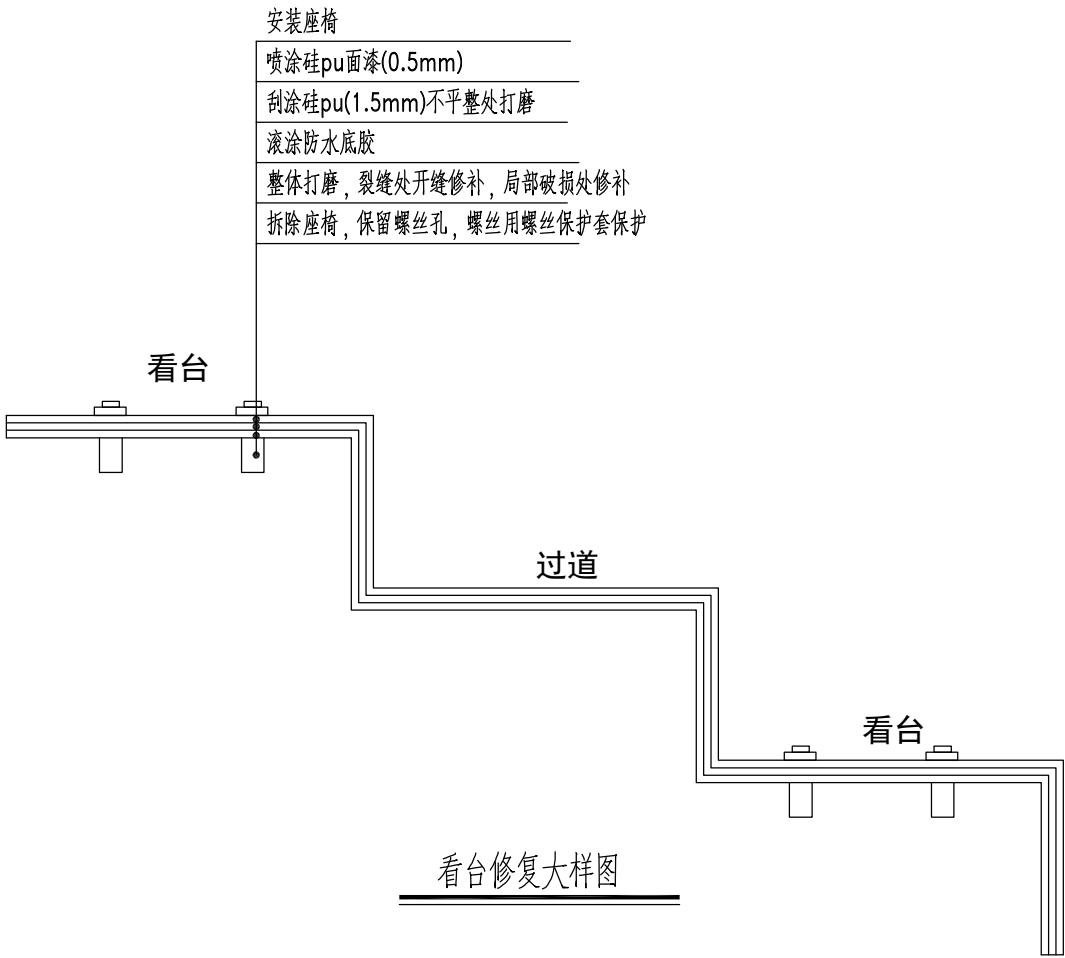 安装座椅
喷涂硅pu面漆(0.5mm)
刮涂硅pu(1.5mm)不平整处打磨
滚涂防水底胶
整体打磨，裂缝处开缝修补，局部破损处修补
拆除座椅，保留螺丝孔，螺丝用螺丝保护套保护
看台
过道
看台
看台修复大样图